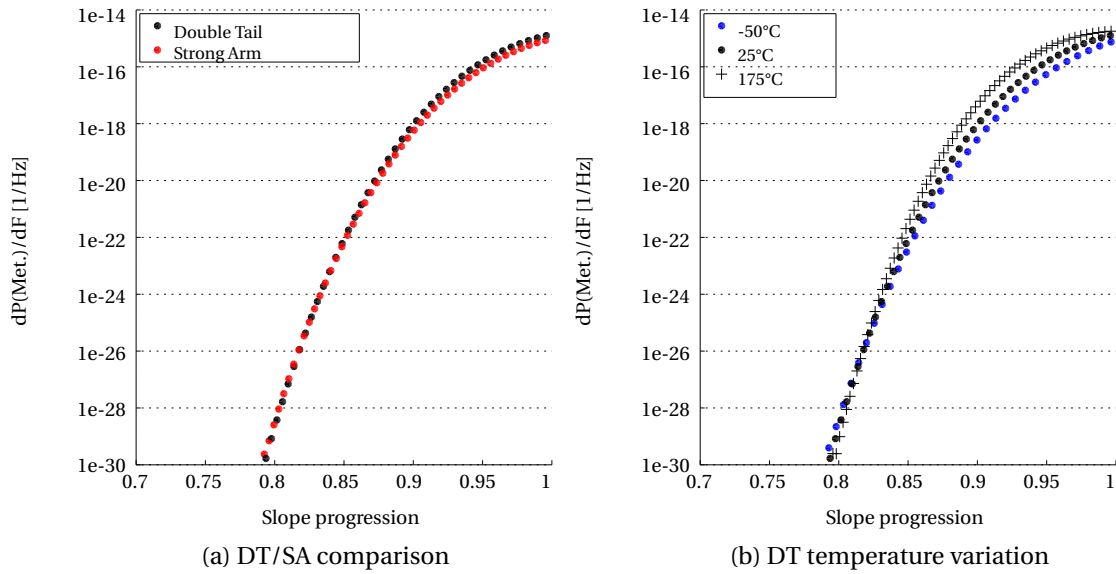 1e-14
1e-16
1e-18
1e-20
1e-22
1e-24
1e-26
1e-28
1e-30
dP(Met.)/dF [1/Hz]
Double Tail
Strong Arm
0.7 0.75 0.8 0.85 0.9 0.95 1
Slope progression
(a) DT/SA comparison
1e-14
1e-16
1e-18
1e-20
1e-22
1e-24
1e-26
1e-28
1e-30
dP(Met.)/dF [1/Hz]
-50°C
25°C
175°C
0.7 0.75 0.8 0.85 0.9 0.95 1
Slope progression
(b) DT temperature variation